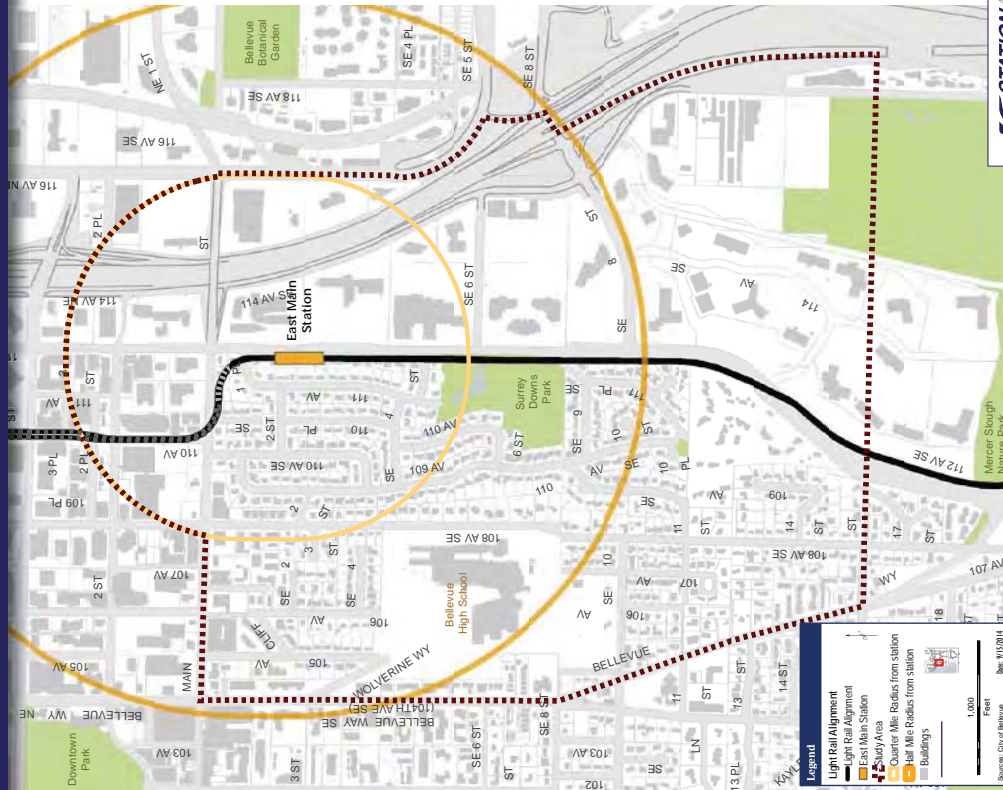 Bellevue
Botanical
Garden
NE 1 ST
118 AV SE
SE 4 PL
SE 5 ST
SE 8 ST
116 AV SE
116 AV NE
2 PL
ST
114 AV SE
East Main
Station
SE 6 ST
ST
8
SE
SE
AV
114
ST
AV
111
110 AV
3 PL
2 PL
109 PL
1 PL
SE
2 ST
AV
111
PL
110
110 AV SE
ST
4
SE
110 AV
109 AV
2
ST
Surrey
Downs
Park
6 ST
SE
9
SE
PL
111
10
ST
AV
SE
10
PL
110
SE
11
ST
AV
109
14
ST
ST
17
ST
112 AV SE
Mercer Slough
Nature Park
107 AV
2 ST
105 AV
MAIN
3
ST
2
SE
4
SE
AV
106
CLIFF
AV
105
108 AV SE
Bellevue
High School
WOLVERINE WY
10
SE
AV
106
AV
107
108 AV SE
WY
107 AV
18
ST
BELLEVUE
11
ST
13
ST
14 ST
BELLEVUE WY NE
Downtown
Park
103 AV
3 ST
BELLEVUE WAY SE
(104TH AVE SE)
SE 6 ST
ST
SE 8 ST
103 AV
102
SE
LN
13 PL
Legend
Light Rail Alignment
Light Rail Alignment
East Main Station
Study Area
Quarter Mile Radius from station
Half Mile Radius from station
Buildings
1,000
Feet
Sources: City of Bellevue
Date: 9/15/2014